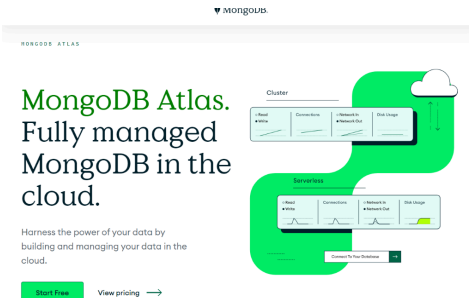 MongoDB.
MONGODB ATLAS
MongoDB Atlas.
Fully managed
MongoDB in the
cloud.
Harness the power of your data by
building and managing your data in the
cloud.
Start Free
View pricing
Cluster
Read
Write
Connections
Network In
Network Out
Disk Usage
Serverless
Read
Write
Connections
Network In
Network Out
Disk Usage
Connect To Your Database